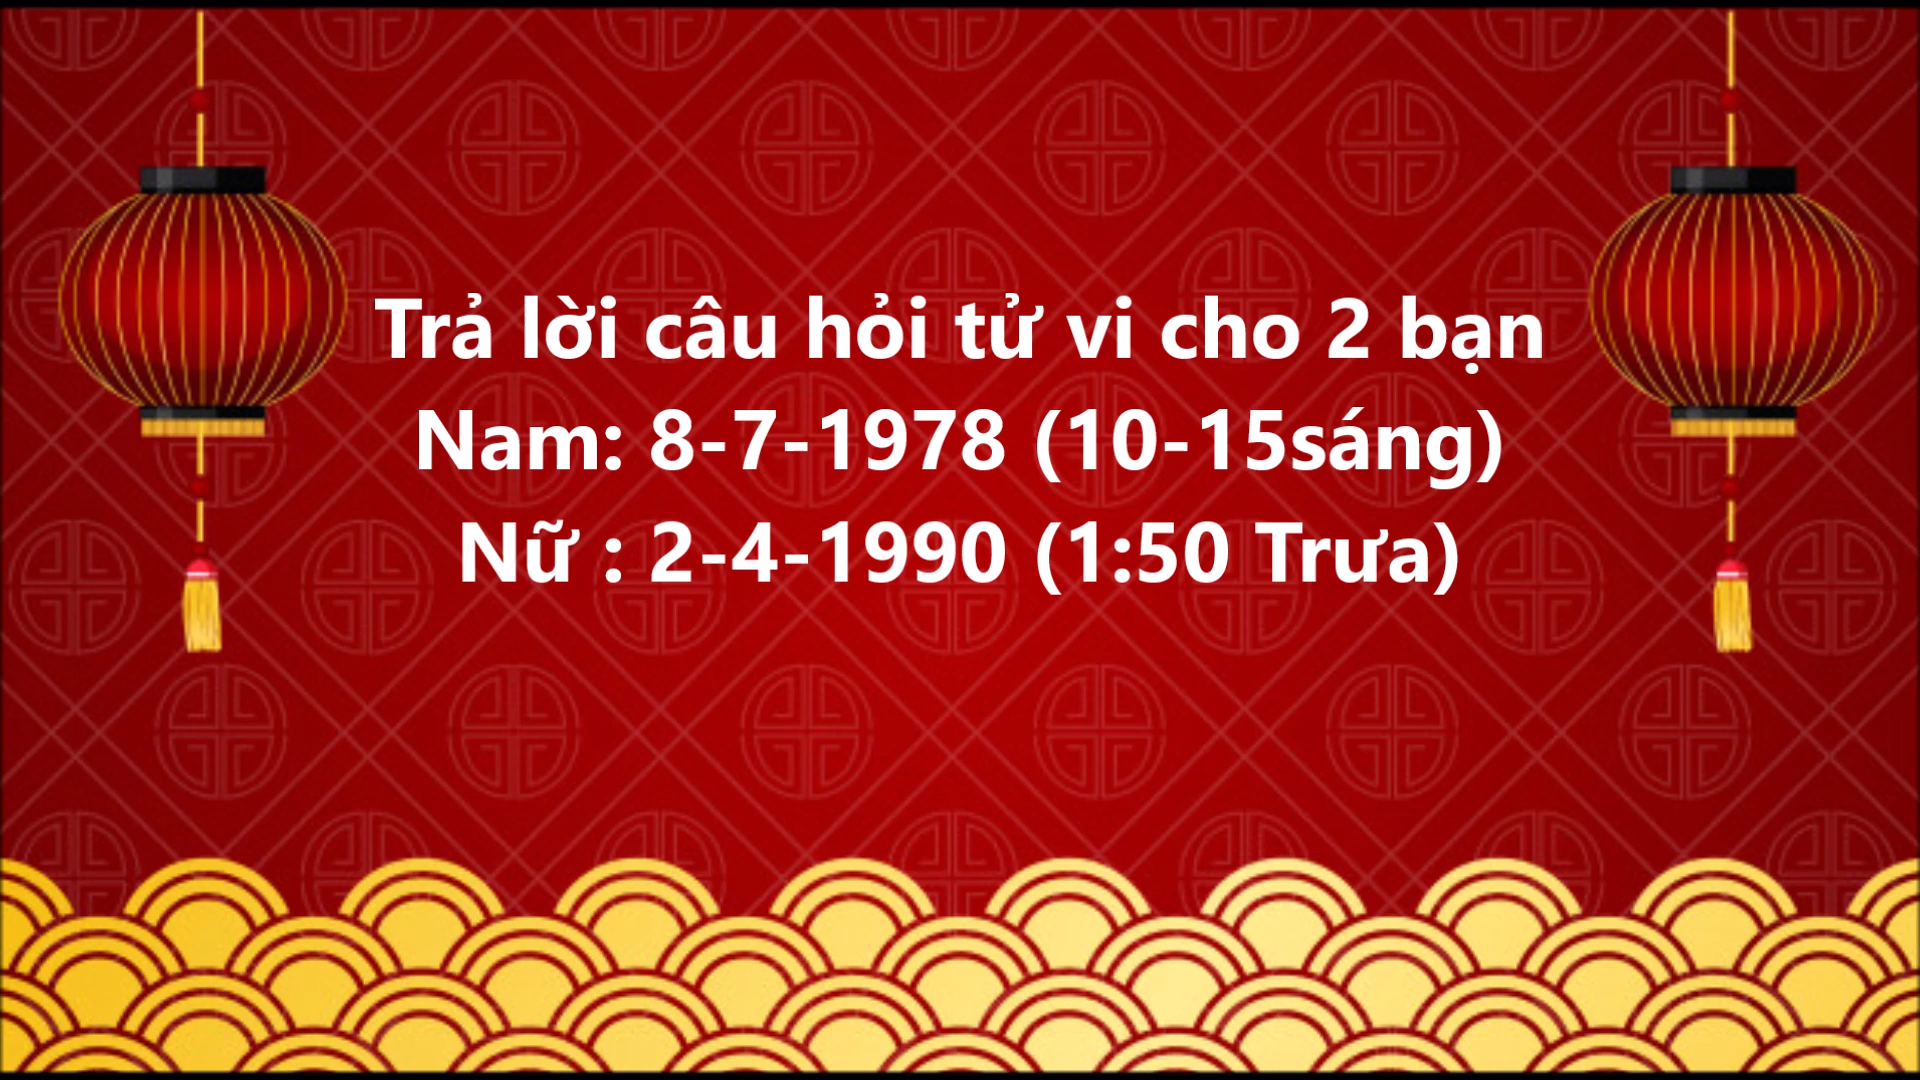 Trả lời câu hỏi tử vi cho 2 bạn
Nam: 8-7-1978 (10-15sáng)
Nữ : 2-4-1990 (1:50 Trưa)